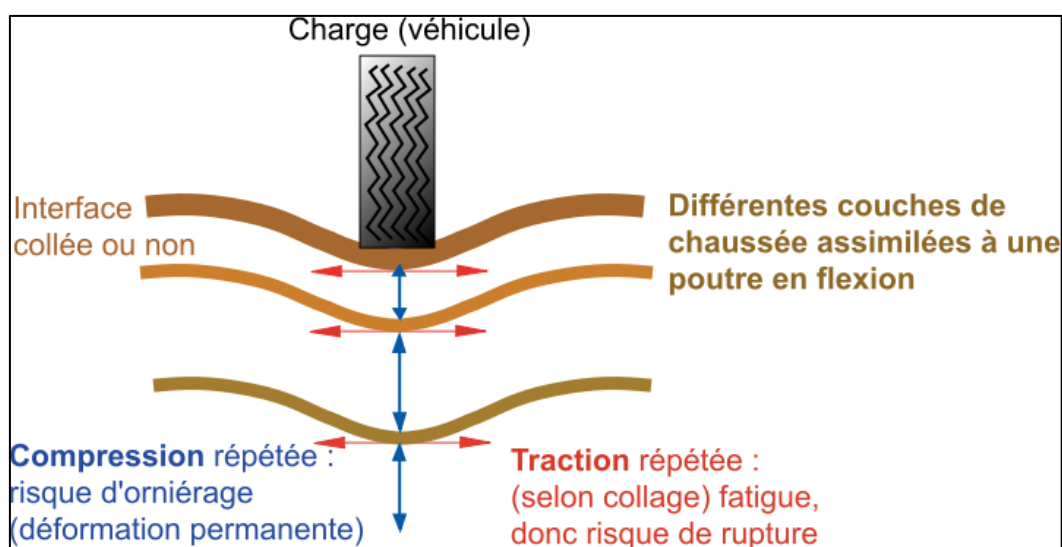 Charge (véhicule)
Interface
collée ou non
Différentes couches de
chaussée assimilées à une
poutre en flexion
Compression répétée :
risque d'orniérage
(déformation permanente)
Traction répétée :
(selon collage) fatigue,
donc risque de rupture